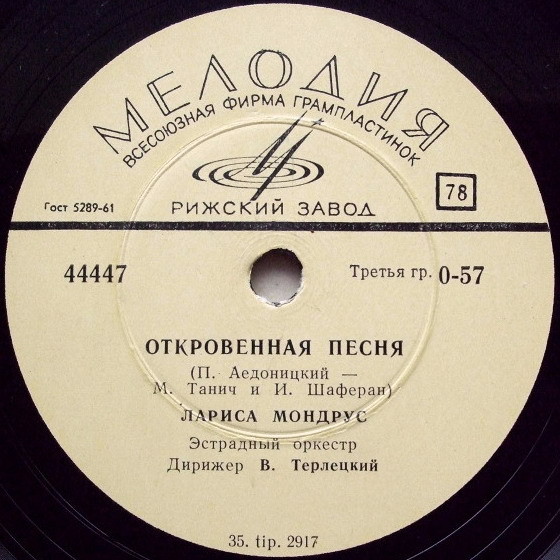 МЕЛОДИЯ
ВСЕСОЮЗНАЯ ФИРМА ГРАМПЛАСТИНОК
Гост 5289-61
РИЖСКИЙ ЗАВОД
78
44447
Третья гр. 0-57
ОТКРОВЕННАЯ ПЕСНЯ
(П. Аедоницкий —
М. Танич и И. Шаферан)
ЛАРИСА МОНДРУС
Эстрадный оркестр
Дирижер В. Терлецкий
35. tip. 2917